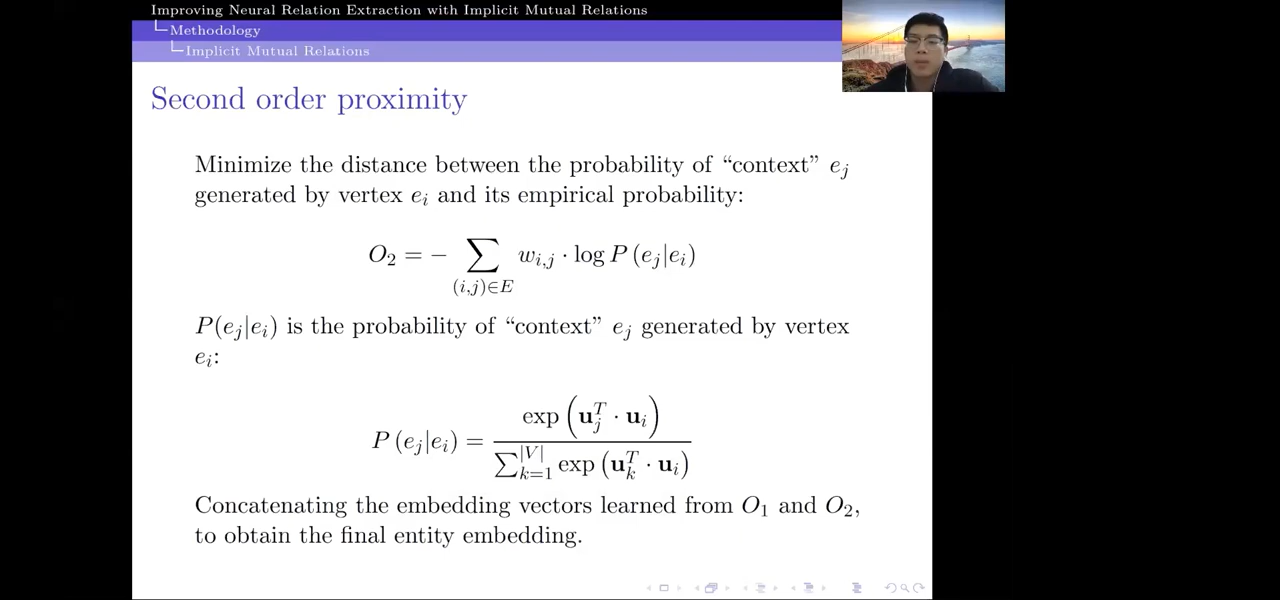 Improving Neural Relation Extraction with Implicit Mutual Relations
Methodology
Implicit Mutual Relations
Second order proximity
Minimize the distance between the probability of “context” e_j
generated by vertex e_i and its empirical probability:
O_2 = − ∑_{(i,j)∈E} w_{i,j} · log P (e_j|e_i)
P(e_j|e_i) is the probability of “context” e_j generated by vertex
e_i:
P (e_j|e_i) = exp (u_j^T · u_i) / ∑_{k=1}^{|V|} exp (u_k^T · u_i)
Concatenating the embedding vectors learned from O_1 and O_2,
to obtain the final entity embedding.